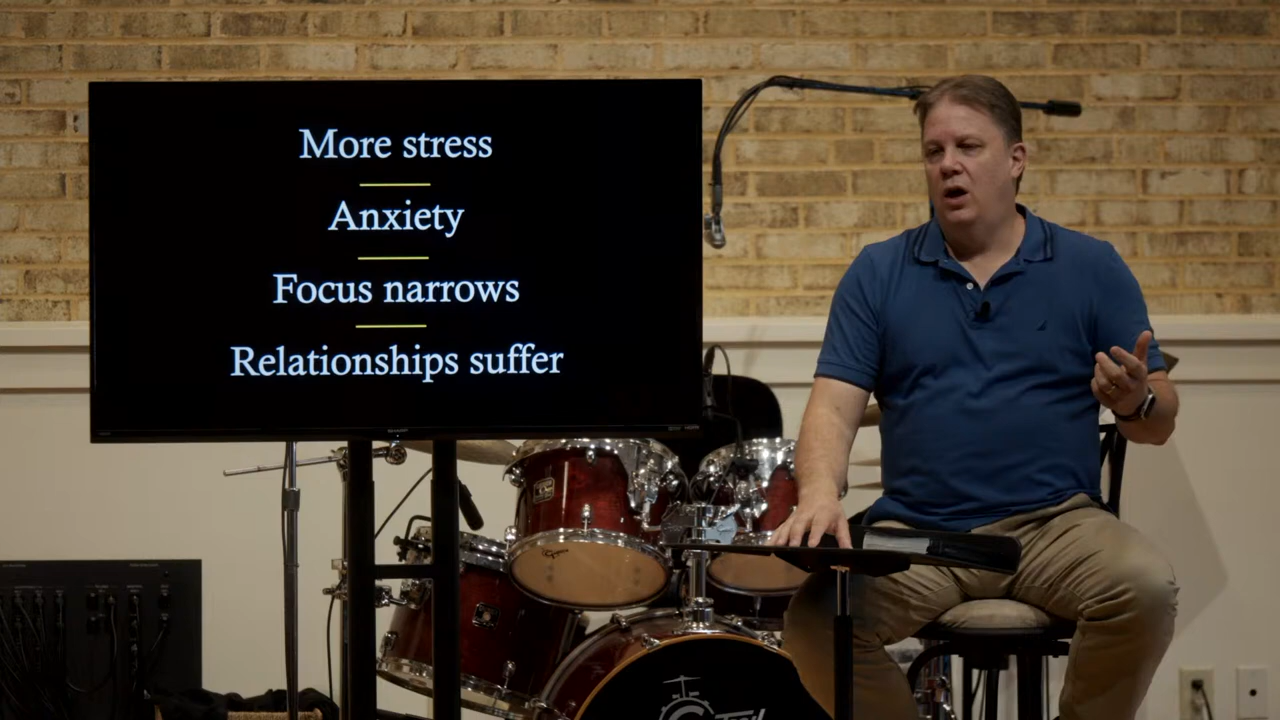 More stress
Anxiety
Focus narrows
Relationships suffer